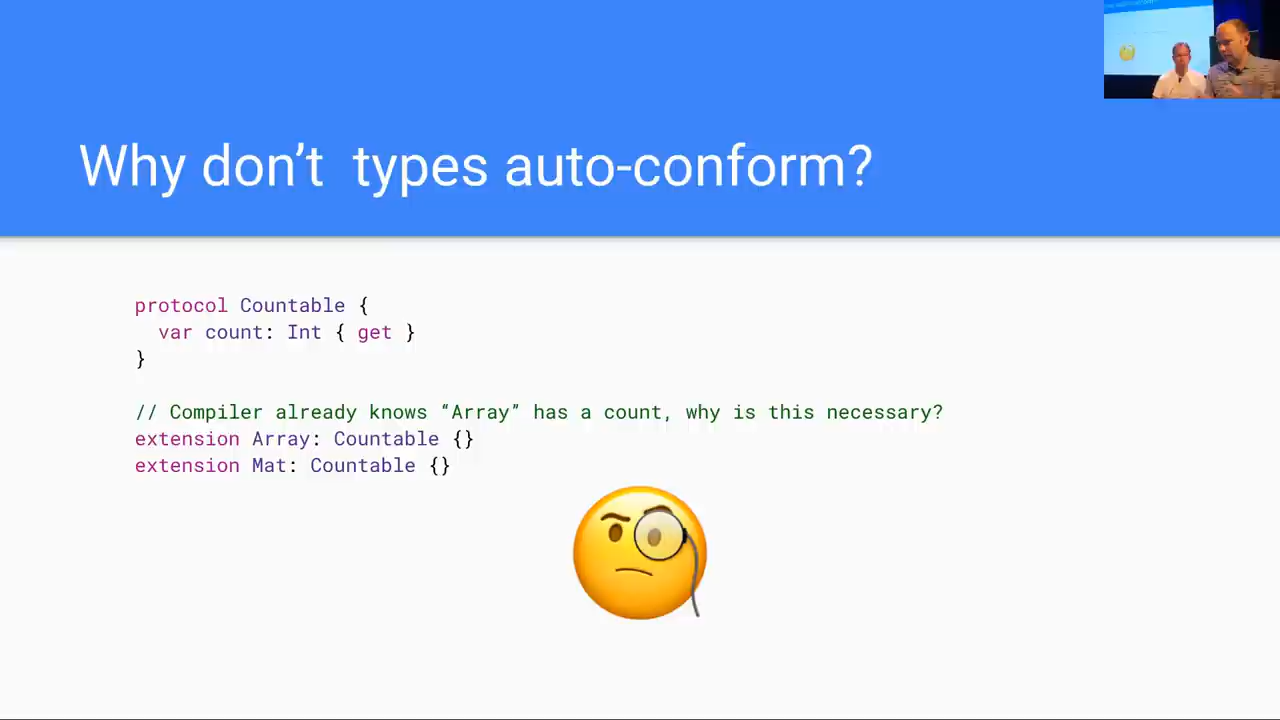 Why don’t  types auto-conform?
protocol Countable {
  var count: Int { get }
}
// Compiler already knows “Array” has a count, why is this necessary?
extension Array: Countable {}
extension Mat: Countable {}